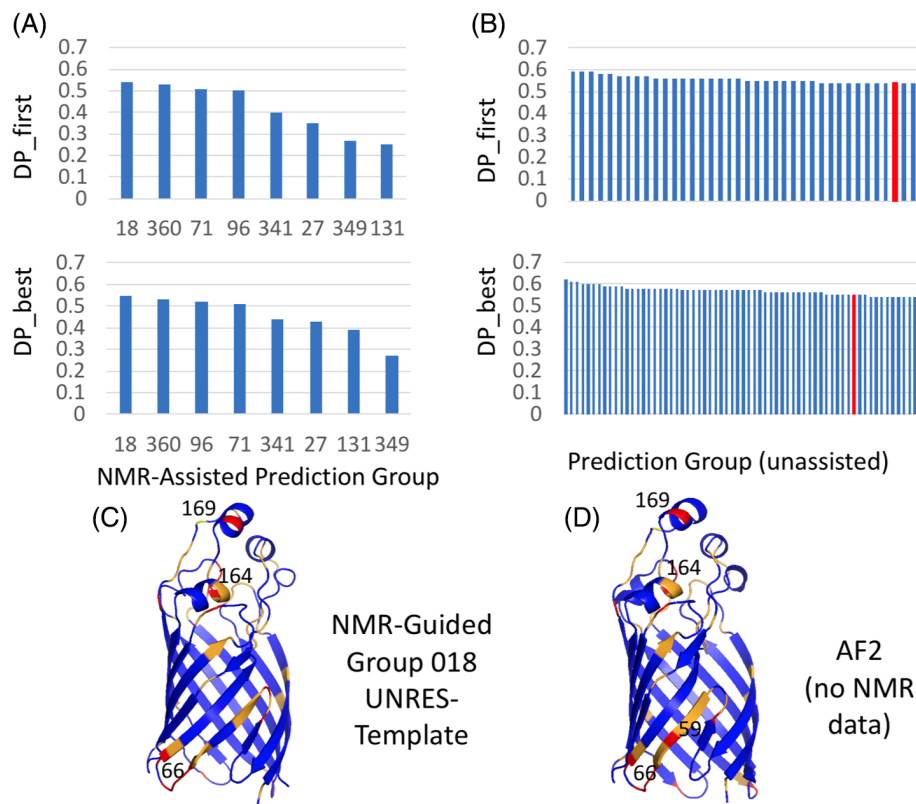 (A)
0.7
0.6
0.5
0.4
0.3
0.2
0.1
0
DP_first
18 360 71 96 341 27 349 131
0.7
0.6
0.5
0.4
0.3
0.2
0.1
0
DP_best
18 360 96 71 341 27 131 349
NMR-Assisted Prediction Group
(B)
0.7
0.6
0.5
0.4
0.3
0.2
0.1
0
DP_first
0.7
0.6
0.5
0.4
0.3
0.2
0.1
0
DP_best
Prediction Group (unassisted)
(C)
169
164
66
NMR-Guided
Group 018
UNRES-
Template
(D)
169
164
59
66
AF2
(no NMR
data)